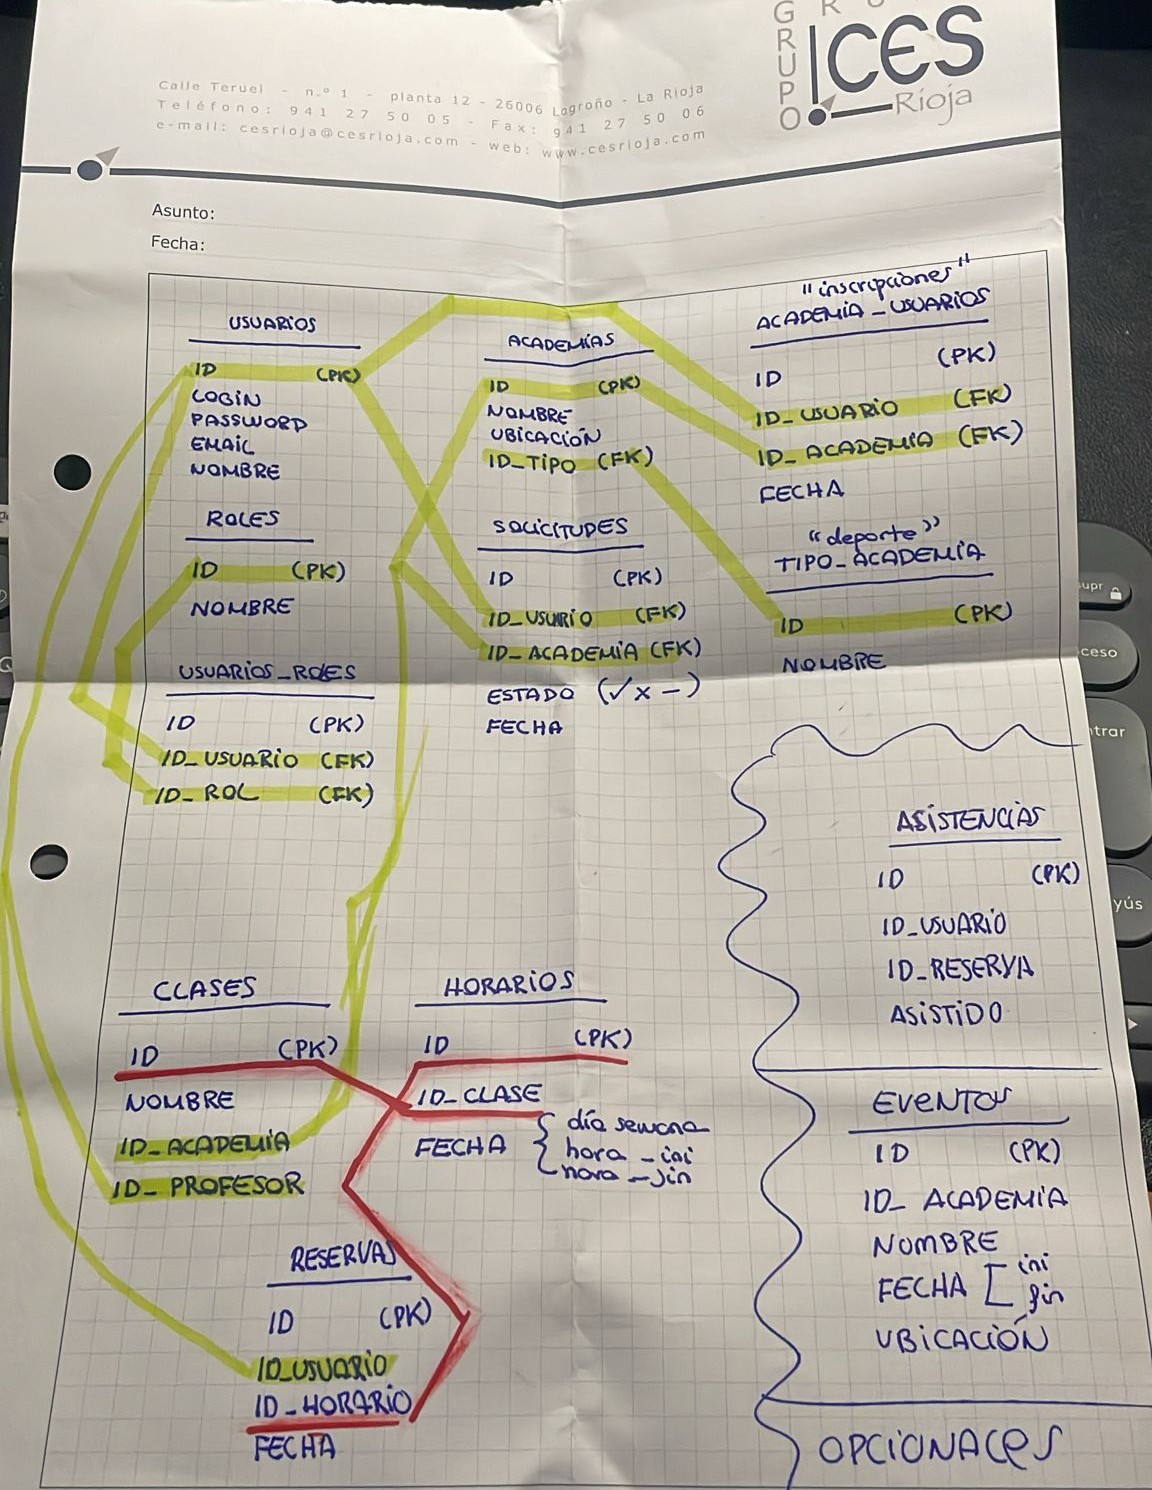 GRUPO
ICES
Rioja
Calle Teruel - n.º 1 - planta 12 - 26006 Logroño - La Rioja
Teléfono: 941 27 50 05 - Fax: 941 27 50 06
e-mail: cesrioja@cesrioja.com - web: www.cesrioja.com
Asunto:
Fecha:
USUARIOS
ID (PK)
LOGIN
PASSWORD
EMAIL
NOMBRE
ROLES
ID (PK)
NOMBRE
USUARIOS_ROLES
ID (PK)
ID_USUARIO (FK)
ID_ROL (FK)
ACADEMÍAS
ID (PK)
NOMBRE
UBICACIÓN
ID_TIPO (FK)
SOLICITUDES
ID (PK)
ID_USURIO (FK)
ID_ACADEMIA (FK)
ESTADO (✓ x -)
FECHA
"inscripciones"
ACADEMIA_USUARIOS
ID (PK)
ID_USUARIO (FK)
ID_ACADEMIA (FK)
FECHA
"deporte"
TIPO_ACADEMIA
ID (PK)
NOMBRE
CLASES
ID (PK)
NOMBRE
ID_ACADEMIA
ID_PROFESOR
HORARIOS
ID (PK)
ID_CLASE
FECHA { día semana
hora_ini
hora_fin
RESERVAS
ID (PK)
ID_USUARIO
ID_HORARIO
FECHA
ASISTENCIAS
ID (PK)
ID_USUARIO
ID_RESERVA
ASISTIDO
EVENTOS
ID (PK)
ID_ACADEMIA
NOMBRE
FECHA [ ini
fin
UBICACIÓN
OPCIONALES
supr
ceso
trar
yús